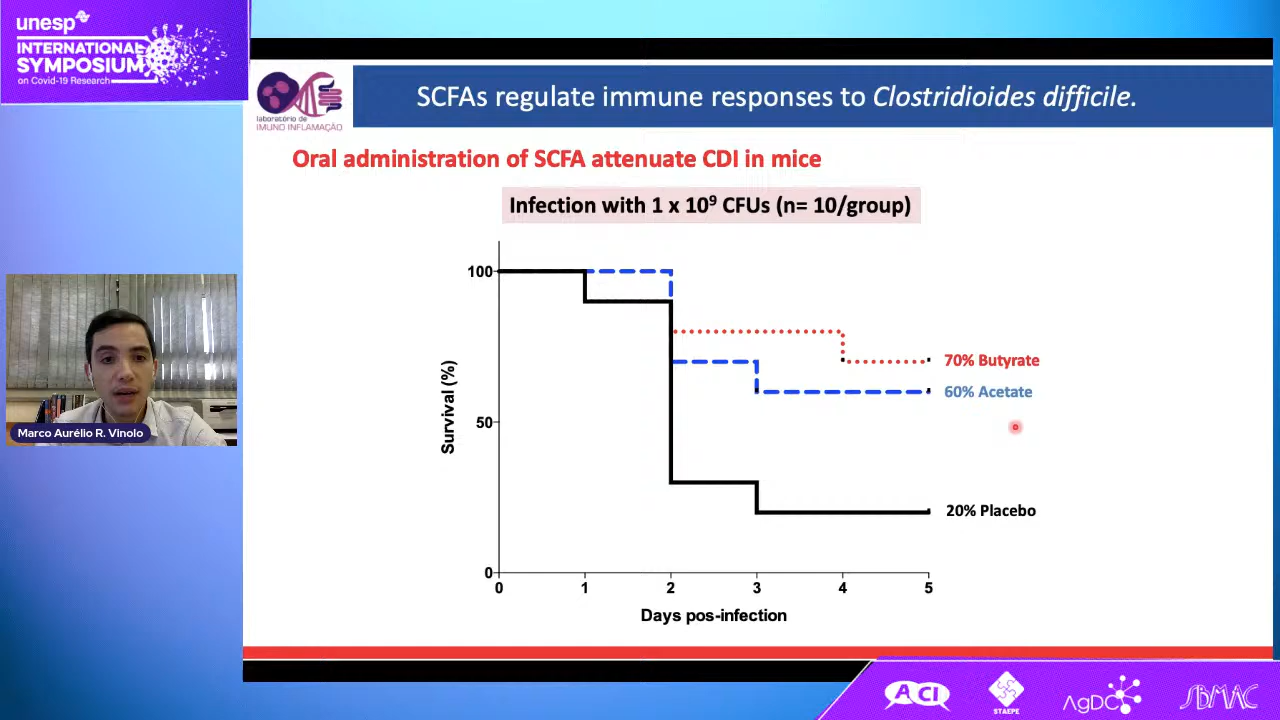 unesp
INTERNATIONAL
SYMPOSIUM
on Covid-19 Research
laboratório de
IMUNO INFLAMAÇÃO
SCFAs regulate immune responses to Clostridioides difficile.
Oral administration of SCFA attenuate CDI in mice
Infection with 1 x 10⁹ CFUs (n= 10/group)
100
50
0
Survival (%)
70% Butyrate
60% Acetate
20% Placebo
0 1 2 3 4 5
Days pos-infection
Marco Aurélio R. Vinolo
ACI
STAEPE
AgDC
SBMAC